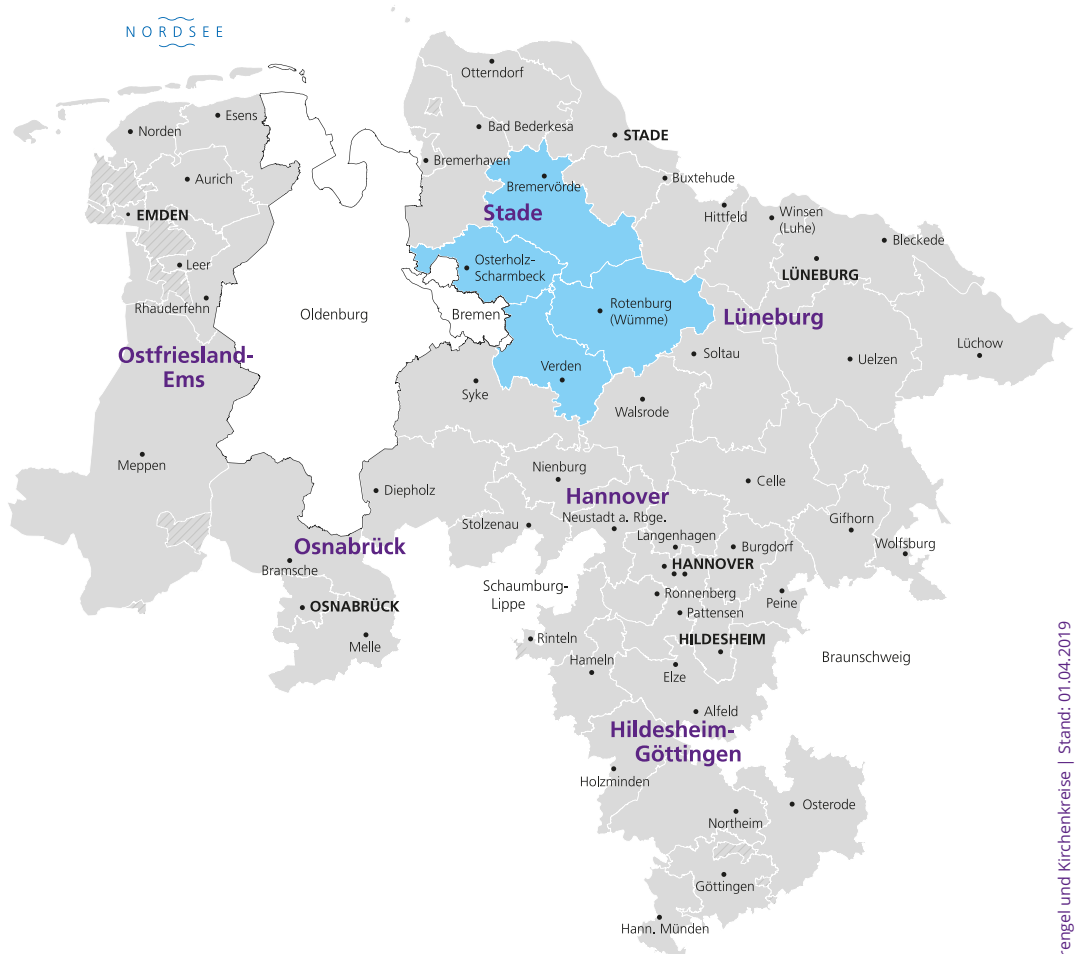 NORDSEE
Otterndorf
Esens
Norden
Bad Bederkesa
STADE
Bremerhaven
Aurich
Bremervörde
Buxtehude
Stade
EMDEN
Hittfeld
Winsen
(Luhe)
Bleckede
Leer
Osterholz-
Scharmbeck
LÜNEBURG
Rhauderfehn
Oldenburg
Bremen
Rotenburg
(Wümme)
Lüneburg
Ostfriesland-
Ems
Soltau
Lüchow
Uelzen
Verden
Syke
Walsrode
Meppen
Nienburg
Celle
Diepholz
Hannover
Stolzenau
Neustadt a. Rbge.
Gifhorn
Langenhagen
Burgdorf
Wolfsburg
Osnabrück
Bramsche
HANNOVER
Schaumburg-
Lippe
Ronnenberg
Peine
OSNABRÜCK
Pattensen
Rinteln
HILDESHEIM
Melle
Hameln
Elze
Braunschweig
Alfeld
Hildesheim-
Göttingen
Holzminden
Osterode
Northeim
Göttingen
Hann. Münden
rengel und Kirchenkreise | Stand: 01.04.2019